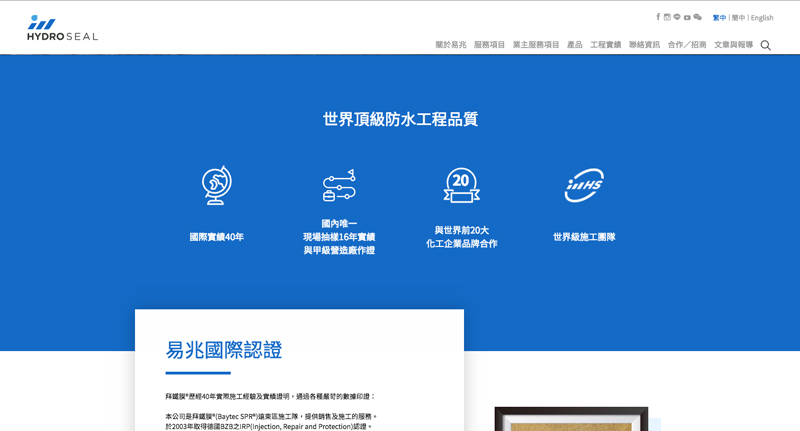 繁中 | 簡中 | English
HYDROSEAL
關於易兆 服務項目 業主服務項目 產品 工程實績 聯絡資訊 合作／招商 文章與報導
世界頂級防水工程品質
20
iMHS
國際實績40年
國內唯一
現場抽樣16年實績
與甲級營造廠作證
與世界前20大
化工企業品牌合作
世界級施工團隊
易兆國際認證
拜鐵膜®歷經40年實際施工經驗及實績證明，通過各種嚴苛的數據印證：
本公司是拜鐵膜®(Baytec SPR®)遠東區施工隊，提供銷售及施工的服務。
於2003年取得德國BZB之IRP(Injection, Repair and Protection)認證。